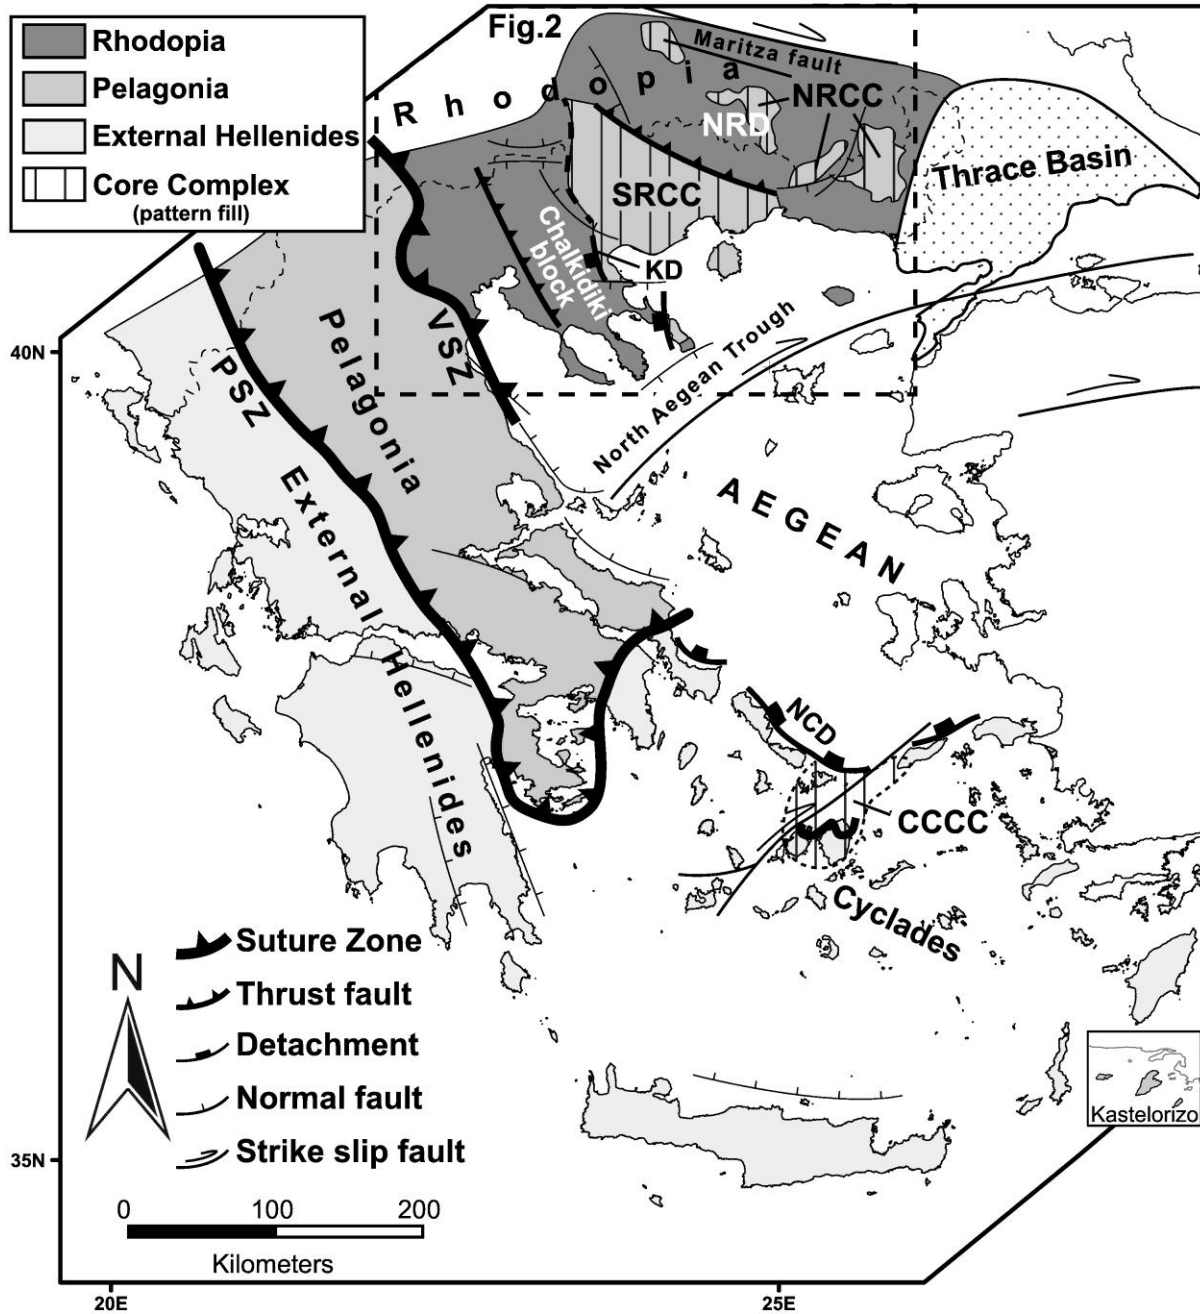 Fig.2
Rhodopia
Pelagonia
External Hellenides
Core Complex
(pattern fill)
Rhodopia
Maritza fault
NRCC
NRD
Thrace Basin
SRCC
Chalkidiki
block
KD
VSZ
40N
PSZ
Pelagonia
North Aegean Trough
AEGEAN
External Hellenides
NCD
CCCC
Cyclades
Suture Zone
N
Thrust fault
Detachment
Normal fault
Strike slip fault
Kastelorizo
35N
0 100 200
Kilometers
20E 25E